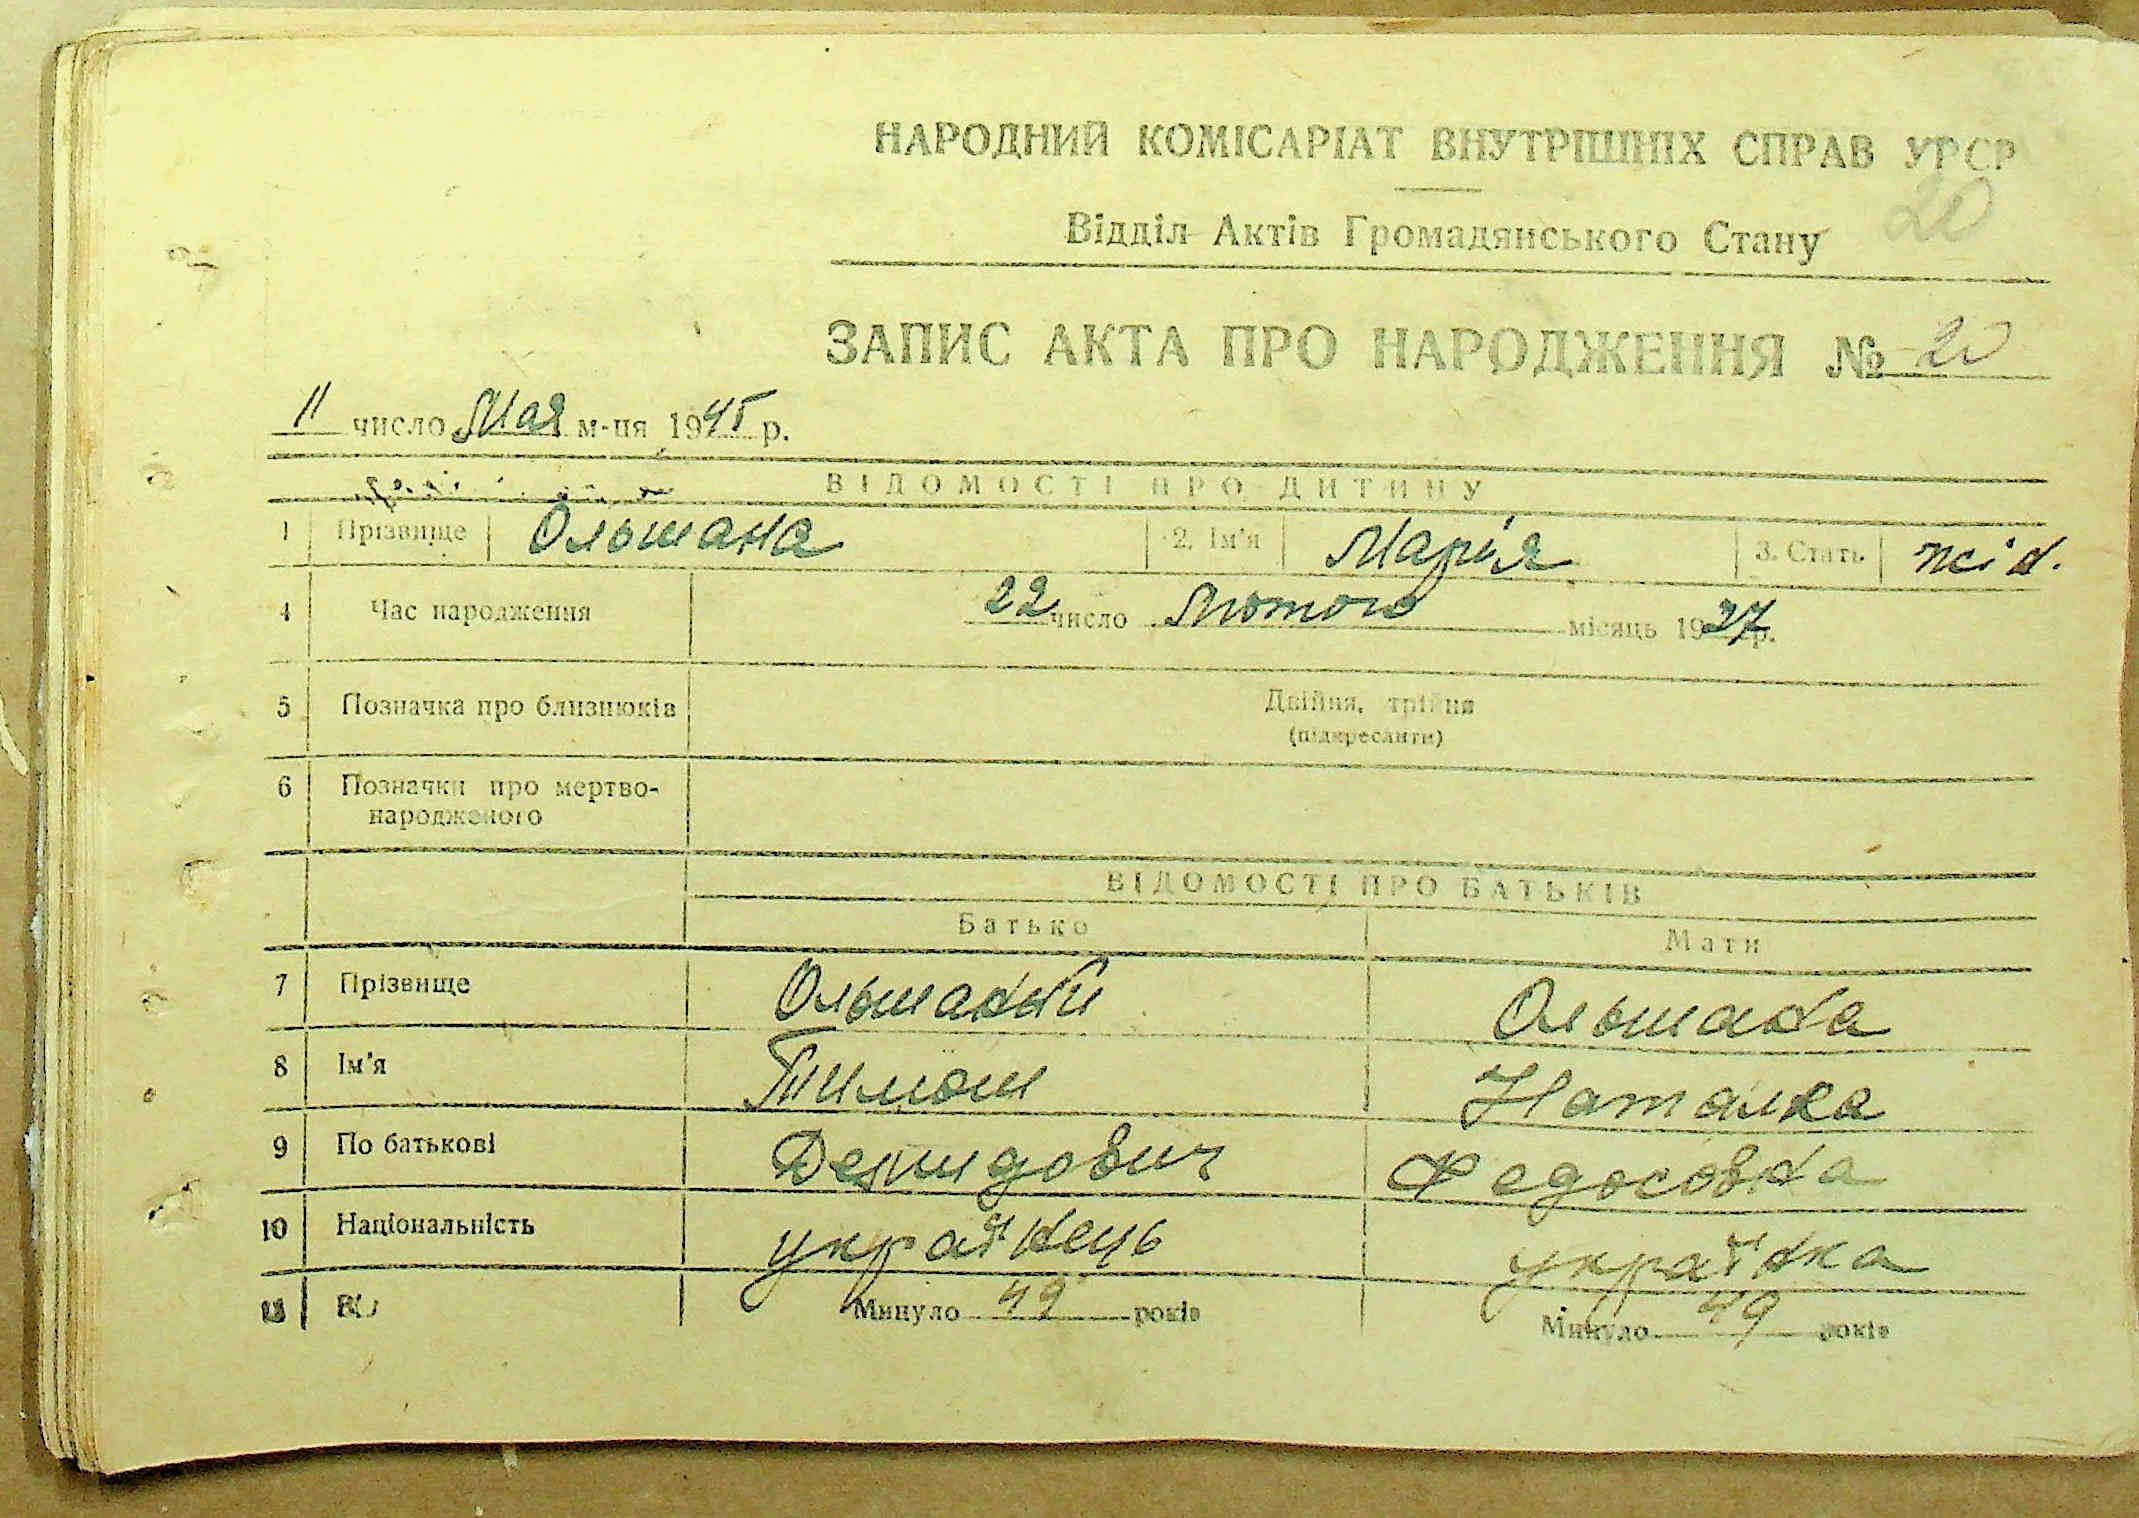 НАРОДНИЙ КОМІСАРІАТ ВНУТРІШНІХ СПРАВ УРСР
20
Відділ Актів Громадянського Стану
ЗАПИС АКТА ПРО НАРОДЖЕННЯ № 20
11 число Мая м-ця 1945 р.
ВІДОМОСТІ ПРО ДИТИНУ
1 Прізвище Ольшана 2. Ім'я Марія 3. Стать жін.
4 Час народження 22 число Лютого місяць 1927 р.
5 Позначка про близнюків Двійня, трійня
(підкреслити)
6 Позначки про мертво-
народженого
ВІДОМОСТІ ПРО БАТЬКІВ
Батько Мати
7 Прізвище Ольшаный Ольшана
8 Ім'я Тимош Наталка
9 По батькові Демидович Федосовна
10 Національність українець українка
Минуло 49 років Минуло 49 років